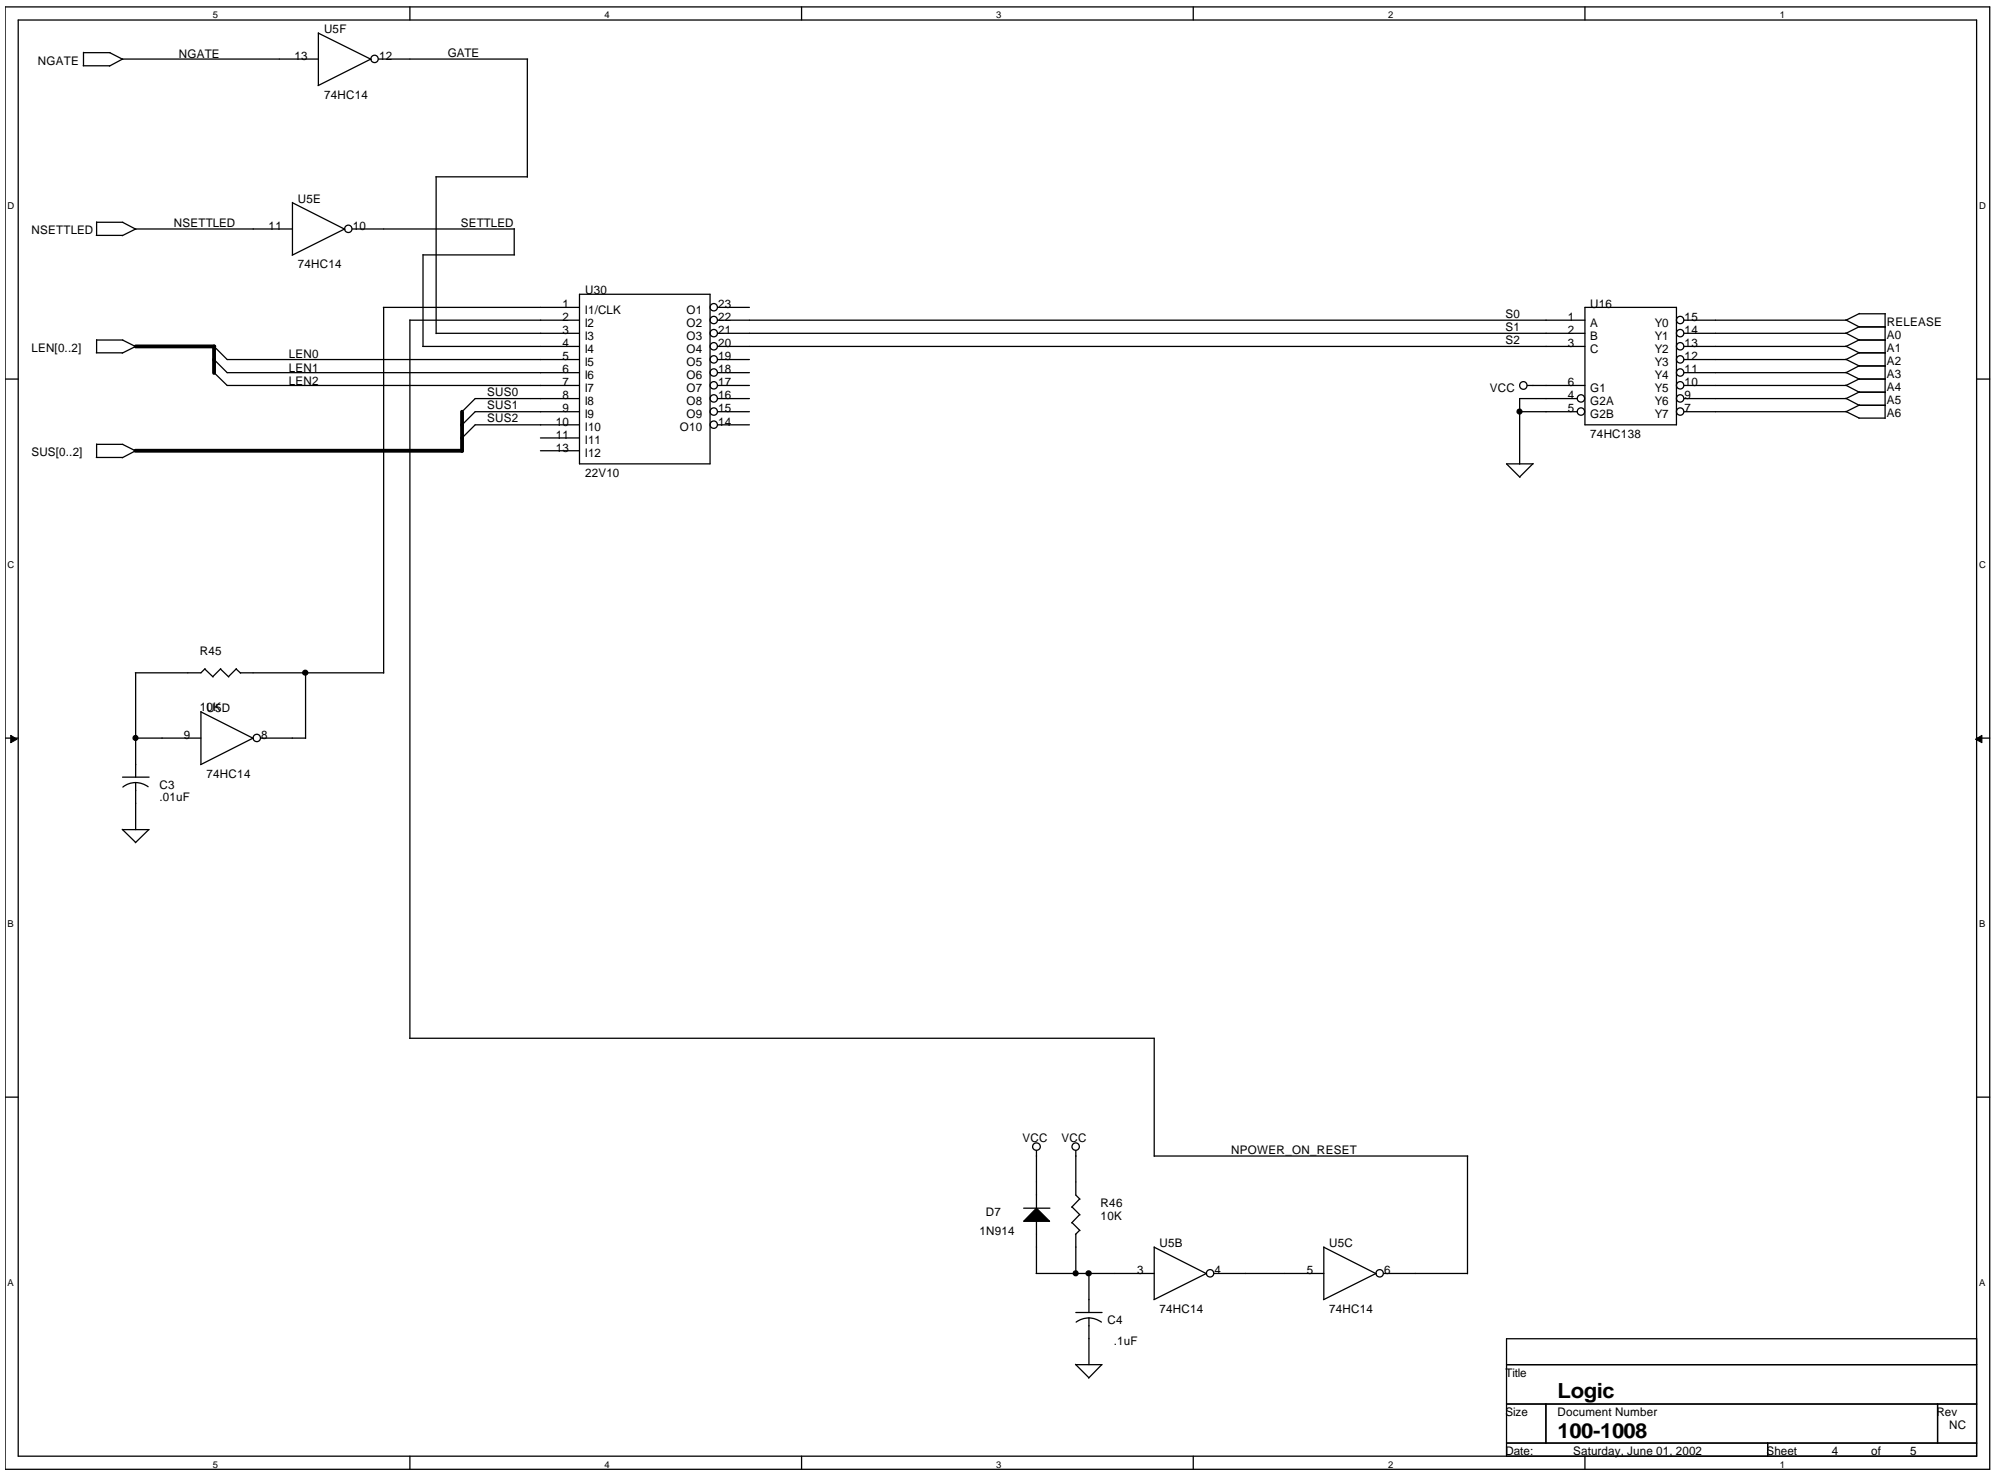 5 4 3 2 1
U5F
NGATE NGATE 13 12 GATE
74HC14
D D
U5E
NSETTLED NSETTLED 11 10 SETTLED
74HC14
U30
1 I1/CLK O1 23
2 I2 O2 22
3 I3 O3 21
4 I4 O4 20
LEN[0..2] LEN0 5 I5 O5 19
LEN1 6 I6 O6 18
LEN2 7 I7 O7 17
SUS0 8 I8 O8 16
SUS1 9 I9 O9 15
SUS2 10 I10 O10 14
11 I11
SUS[0..2] 13 I12
22V10
U16
S0 1 A Y0 15 RELEASE
S1 2 B Y1 14 A0
S2 3 C Y2 13 A1
Y3 12 A2
Y4 11 A3
VCC 6 G1 Y5 10 A4
4 G2A Y6 9 A5
5 G2B Y7 7 A6
74HC138
C C
R45
10K
U5D
9 8
74HC14
C3
.01uF
B B
VCC VCC
NPOWER_ON_RESET
D7
1N914
R46
10K
U5B U5C
3 4 5 6
74HC14 74HC14
A A
C4
.1uF
Title
Logic
Size Document Number Rev
100-1008 NC
Date: Saturday, June 01, 2002 Sheet 4 of 5
5 4 3 2 1